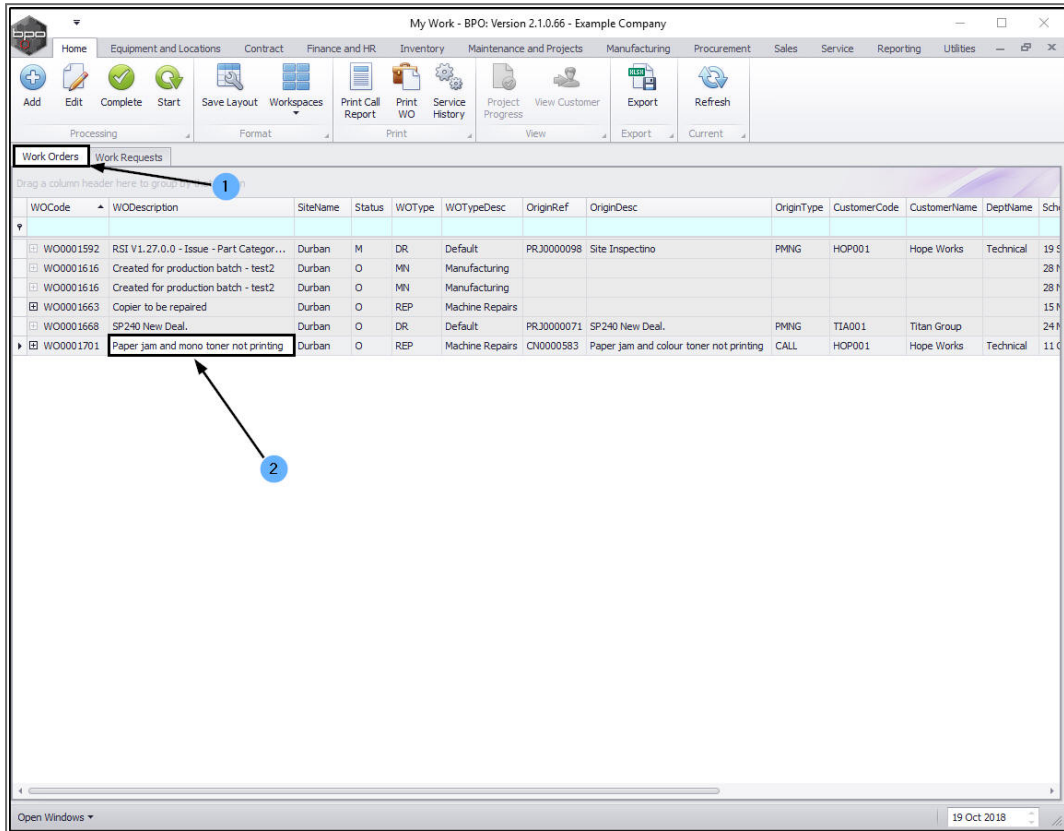 bpo
My Work - BPO: Version 2.1.0.66 - Example Company
Home Equipment and Locations Contract Finance and HR Inventory Maintenance and Projects Manufacturing Procurement Sales Service Reporting Utilities
Add Edit Complete Start Save Layout Workspaces Print Call Report Print WO Service History Project Progress View Customer Export Refresh
Processing Format Print View Export Current
Work Orders Work Requests
1
Drag a column header here to group by
WOCode WODescription SiteName Status WOType WOTypeDesc OriginRef OriginDesc OriginType CustomerCode CustomerName DeptName Sch
WO0001592 RSI V1.27.0.0 - Issue - Part Categor... Durban M DR Default PRJ0000098 Site Inspectino PMNG HOP001 Hope Works Technical 19 S
WO0001616 Created for production batch - test2 Durban O MN Manufacturing 28
WO0001616 Created for production batch - test2 Durban O MN Manufacturing 28
WO0001663 Copier to be repaired Durban O REP Machine Repairs 15
WO0001668 SP240 New Deal. Durban O DR Default PRJ0000071 SP240 New Deal. PMNG TIA001 Titan Group 24
WO0001701 Paper jam and mono toner not printing Durban O REP Machine Repairs CN0000583 Paper jam and colour toner not printing CALL HOP001 Hope Works Technical 11
2
Open Windows 19 Oct 2018